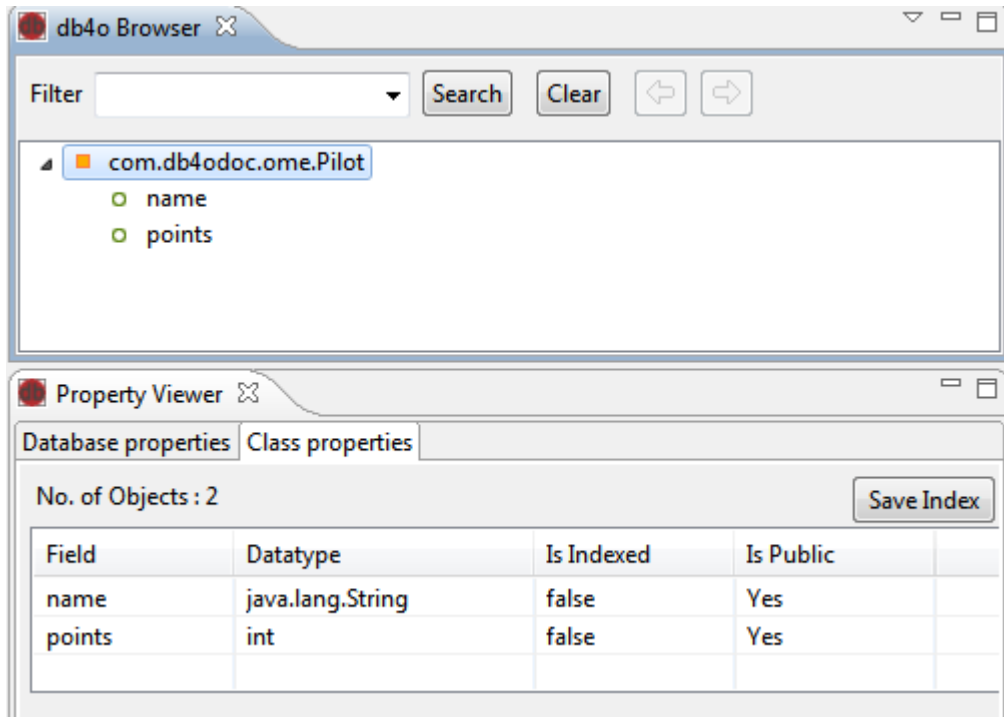 db4o Browser
Filter Search Clear
com.db4odoc.ome.Pilot
name
points
Property Viewer
Database properties Class properties
No. of Objects : 2 Save Index
Field Datatype Is Indexed Is Public
name java.lang.String false Yes
points int false Yes